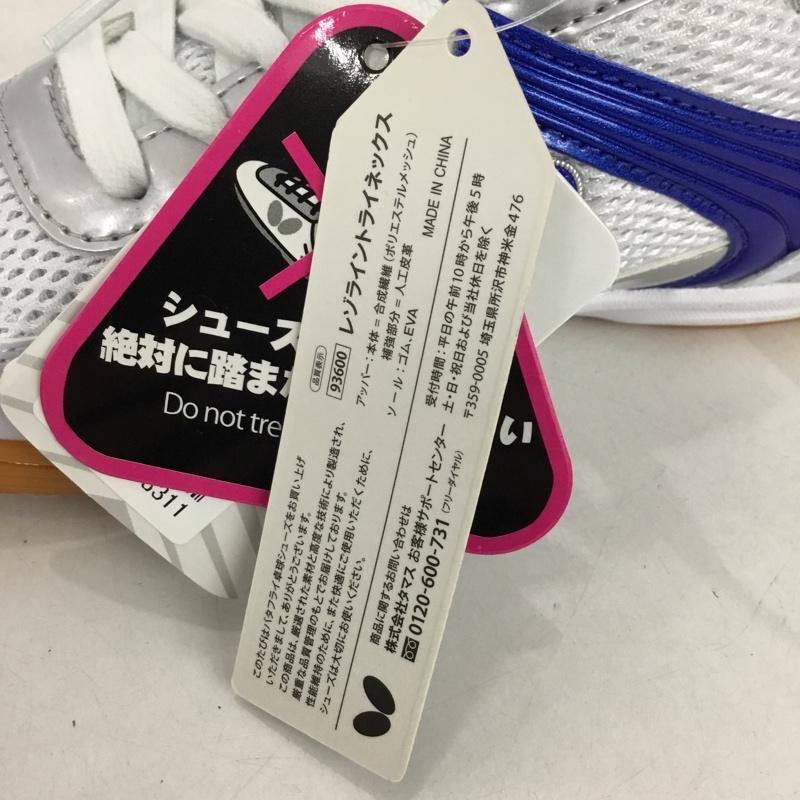 シューズ
絶対に踏ま
い
Do not tre
6311
品質表示
93600
レゾライントライネックス
アッパー：本体 = 合成繊維（ポリエステルメッシュ）
補強部分 = 人工皮革
ソール：ゴム、EVA
MADE IN CHINA
このたびはバタフライ卓球シューズをお買い上げ
いただきまして、ありがとうございます。
この商品は、厳選された素材と高度な技術により製造され、
厳重な品質管理のもとでお届けしております。
性能維持のために、また快適にご使用いただくために、
シューズは大切にお使いください。
受付時間：平日の午前10時から午後5時
土・日・祝日および当社休日を除く
〒359-0005 埼玉県所沢市神米金476
商品に関するお問い合わせは
株式会社タマス お客様サポートセンター
0120-600-731（フリーダイヤル）